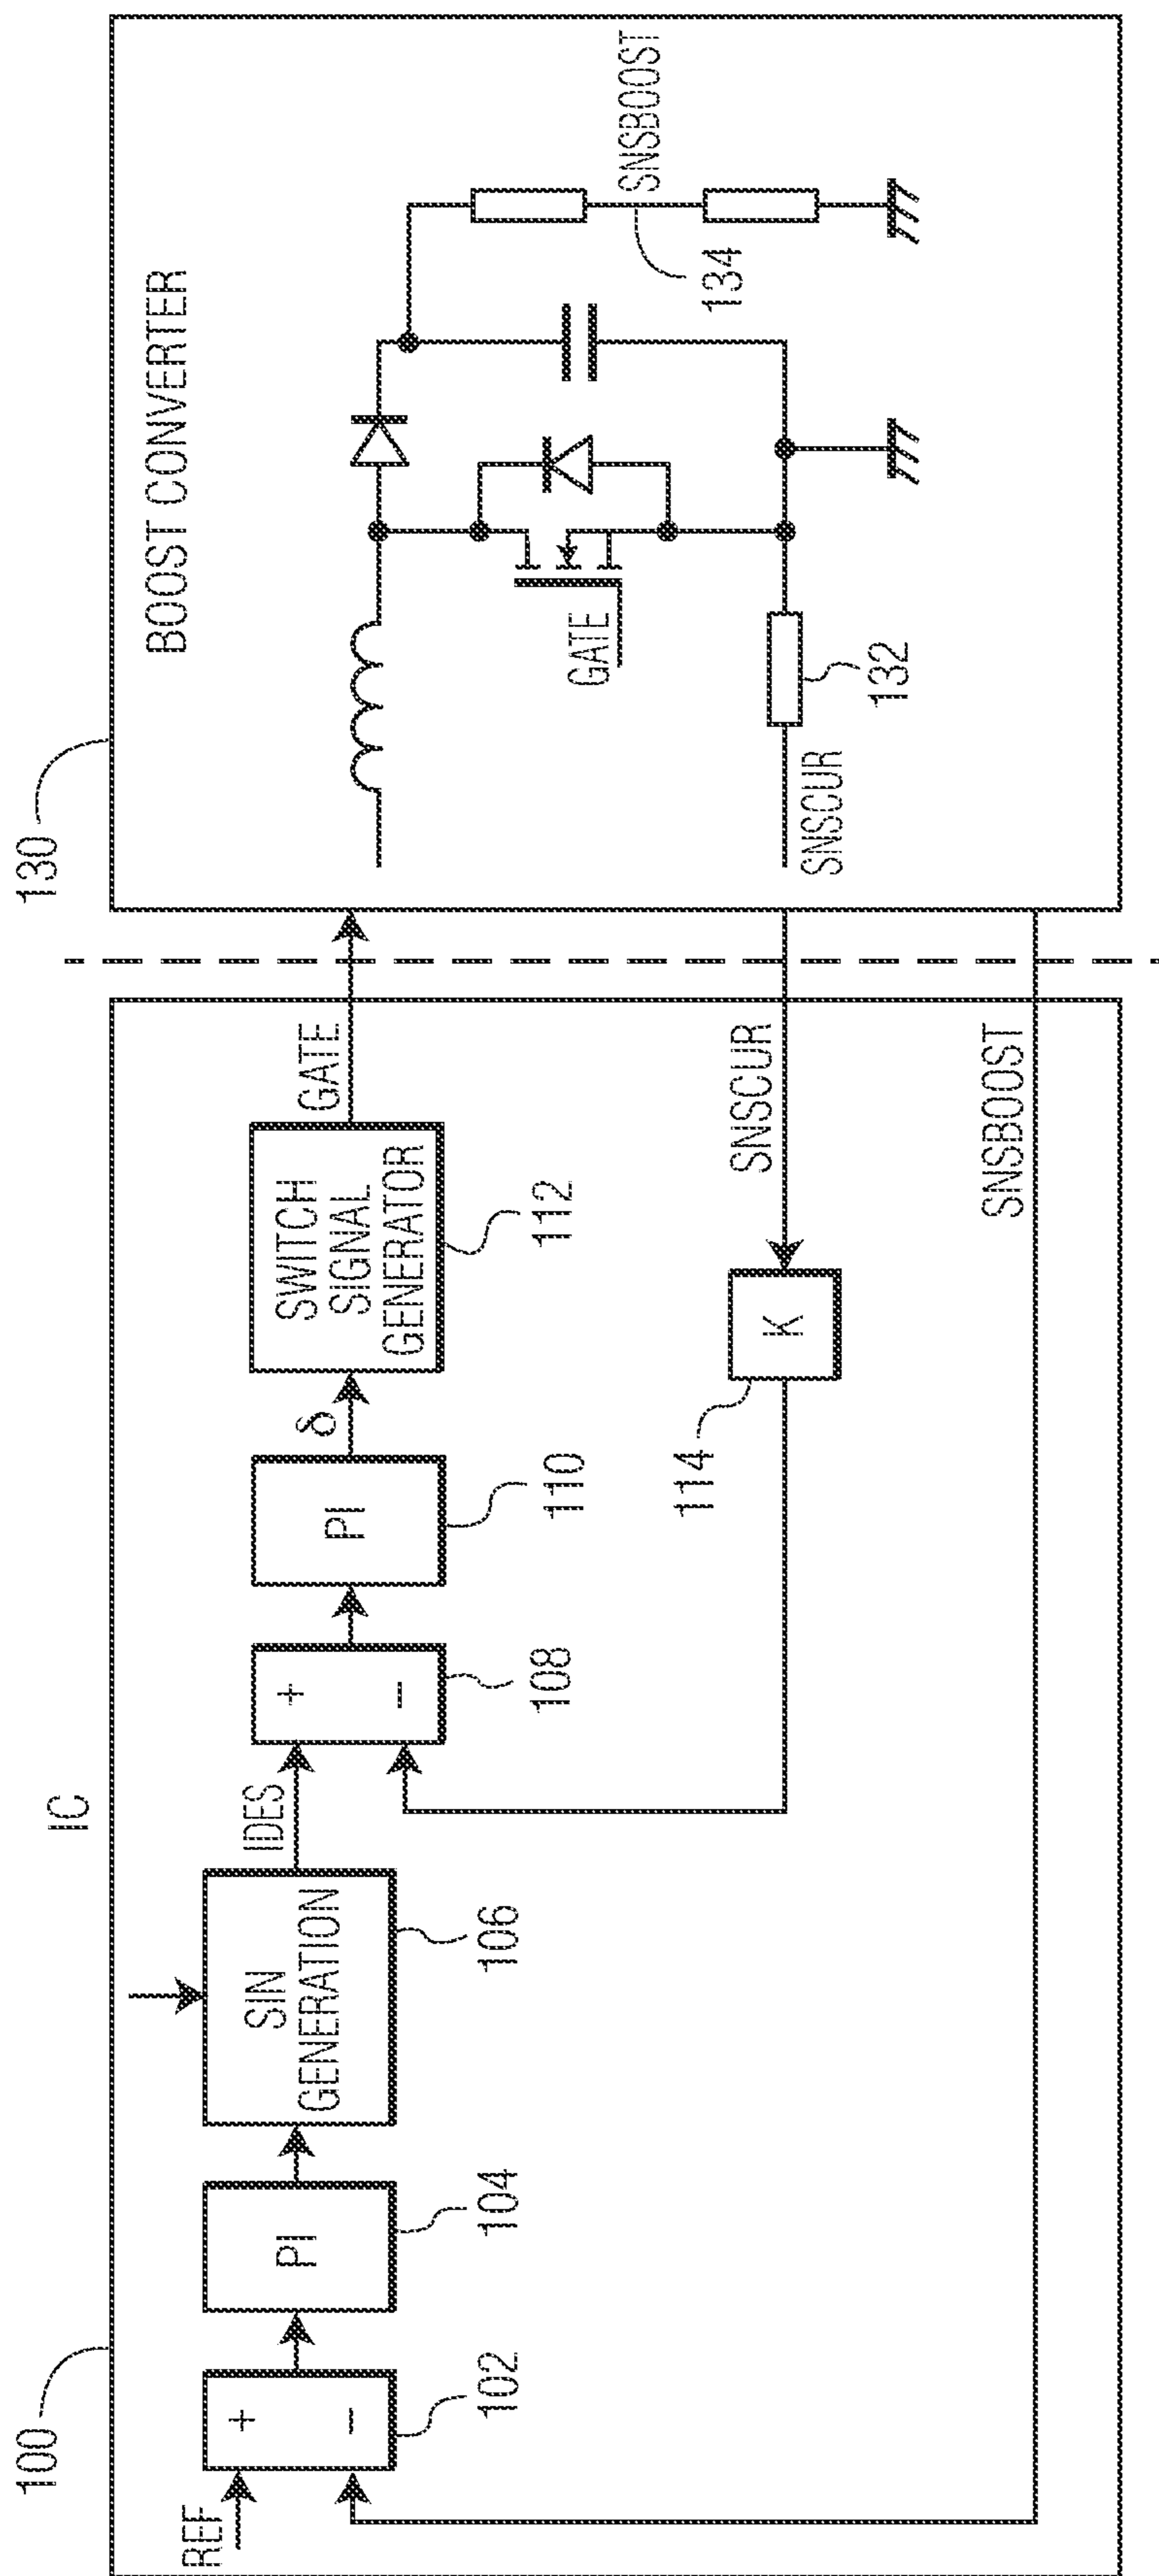 100
IC
REF
+
−
102
PI
104
SIN
GENERATION
106
IDES
+
−
108
PI
110
δ
SWITCH
SIGNAL
GENERATOR
112
GATE
K
114
SNSCUR
SNSBOOST
130
BOOST CONVERTER
GATE
SNSCUR
132
134
SNSBOOST